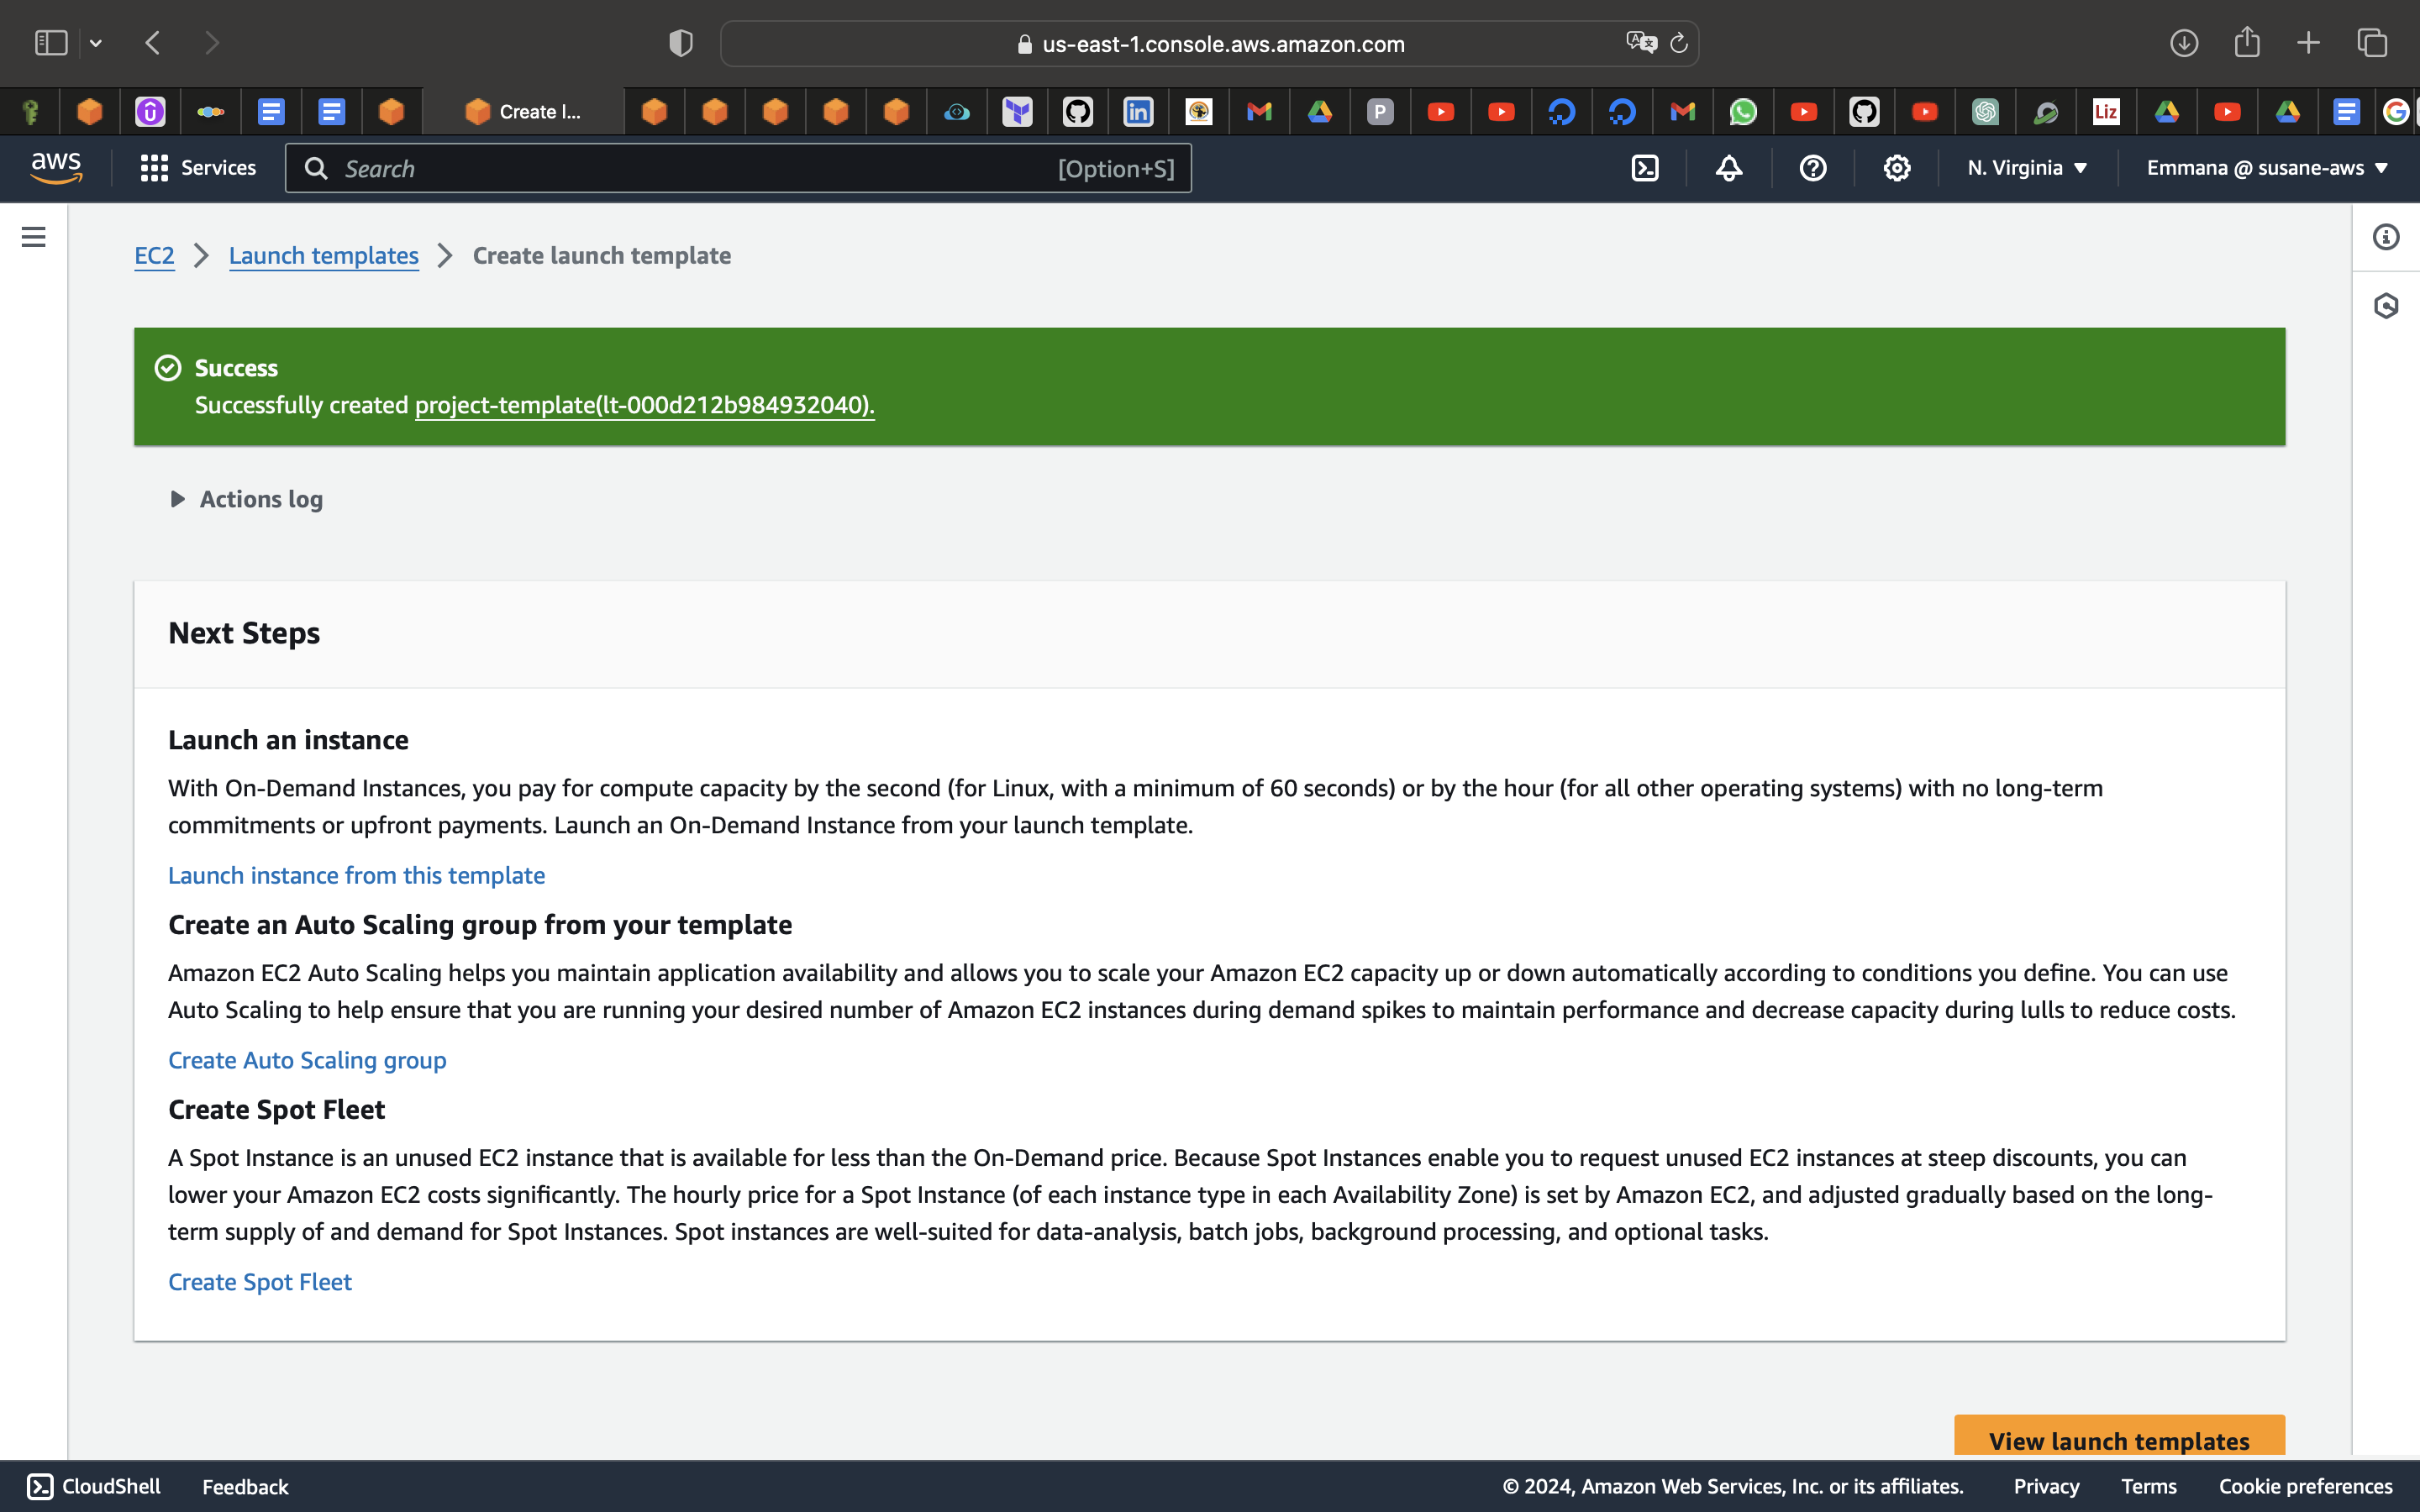 us-east-1.console.aws.amazon.com
Create l...
Liz
P
aws
Services
Search
[Option+S]
N. Virginia
Emmana @ susane-aws
EC2 > Launch templates > Create launch template
Success
Successfully created project-template(lt-000d212b984932040).
Actions log
Next Steps
Launch an instance
With On-Demand Instances, you pay for compute capacity by the second (for Linux, with a minimum of 60 seconds) or by the hour (for all other operating systems) with no long-term
commitments or upfront payments. Launch an On-Demand Instance from your launch template.
Launch instance from this template
Create an Auto Scaling group from your template
Amazon EC2 Auto Scaling helps you maintain application availability and allows you to scale your Amazon EC2 capacity up or down automatically according to conditions you define. You can use
Auto Scaling to help ensure that you are running your desired number of Amazon EC2 instances during demand spikes to maintain performance and decrease capacity during lulls to reduce costs.
Create Auto Scaling group
Create Spot Fleet
A Spot Instance is an unused EC2 instance that is available for less than the On-Demand price. Because Spot Instances enable you to request unused EC2 instances at steep discounts, you can
lower your Amazon EC2 costs significantly. The hourly price for a Spot Instance (of each instance type in each Availability Zone) is set by Amazon EC2, and adjusted gradually based on the long-
term supply of and demand for Spot Instances. Spot instances are well-suited for data-analysis, batch jobs, background processing, and optional tasks.
Create Spot Fleet
View launch templates
CloudShell
Feedback
© 2024, Amazon Web Services, Inc. or its affiliates.
Privacy
Terms
Cookie preferences